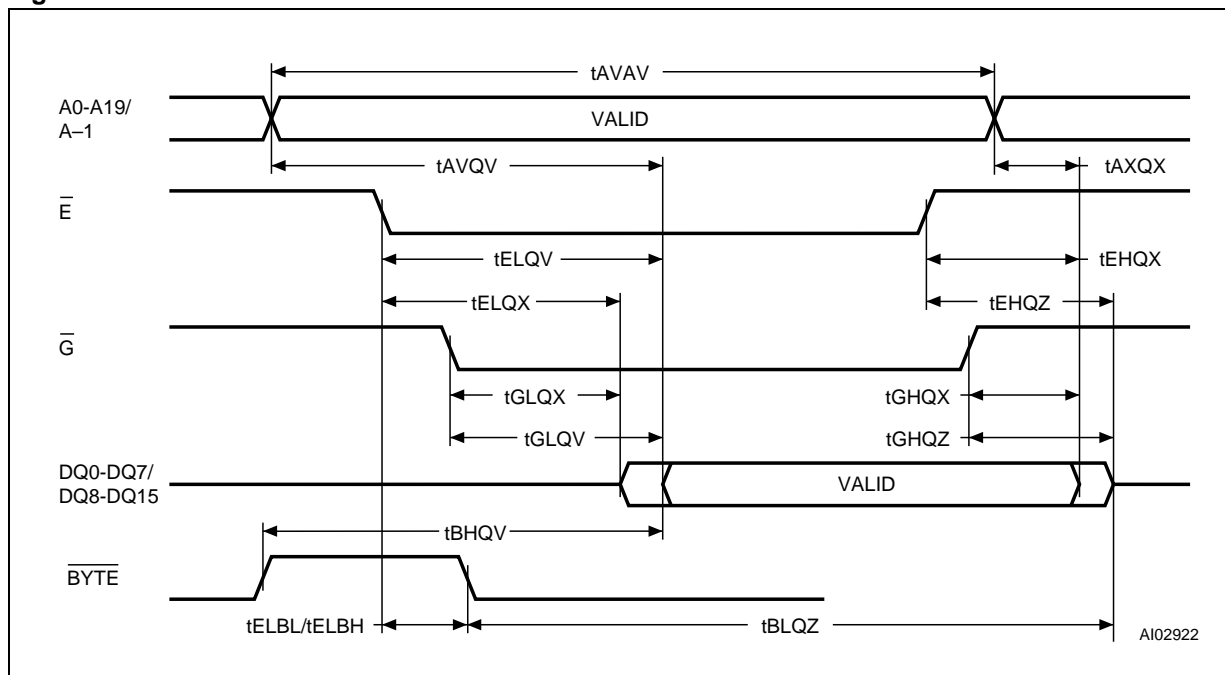 tAVAV
A0-A19/
A–1
VALID
tAVQV
tAXQX
E
tELQV
tEHQX
tELQX
tEHQZ
G
tGLQX
tGHQX
tGLQV
tGHQZ
DQ0-DQ7/
DQ8-DQ15
VALID
tBHQV
BYTE
tELBL/tELBH
tBLQZ
AI02922